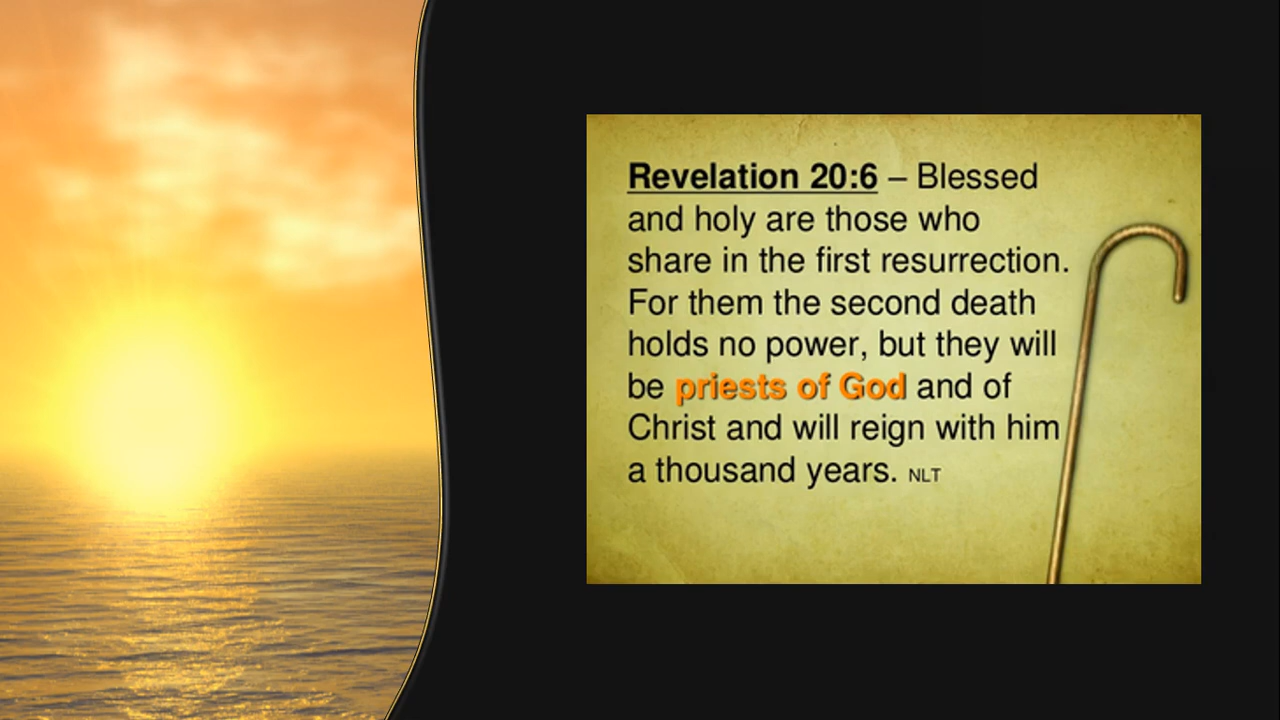 Revelation 20:6 – Blessed
and holy are those who
share in the first resurrection.
For them the second death
holds no power, but they will
be priests of God and of
Christ and will reign with him
a thousand years. NLT